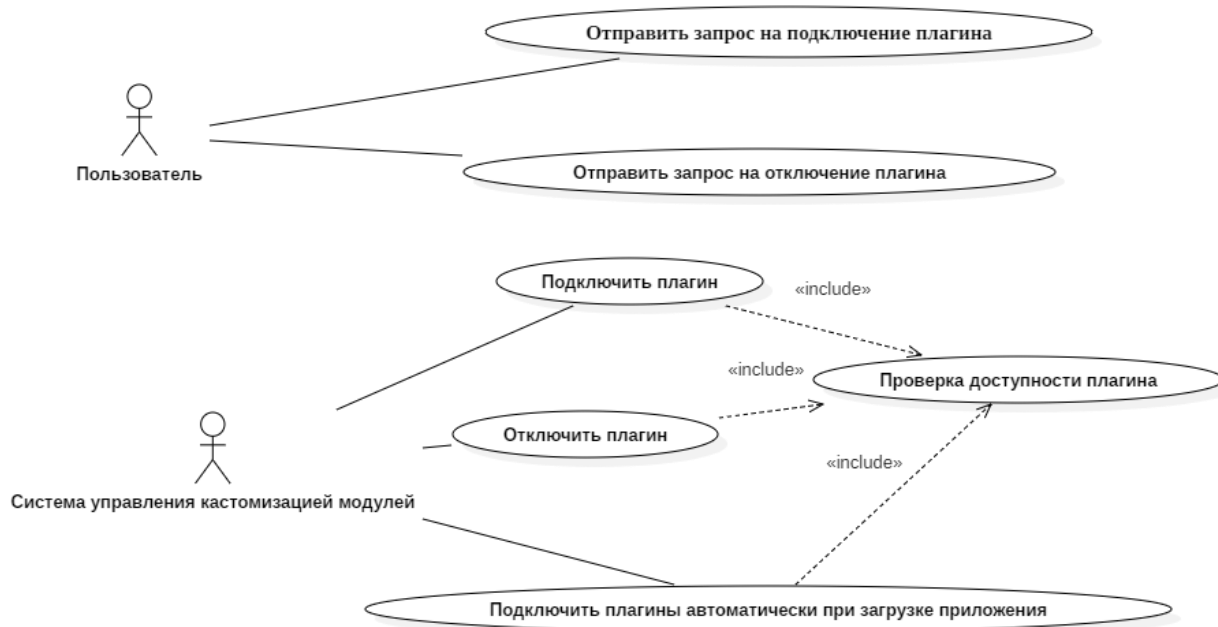 Отправить запрос на подключение плагина
Пользователь
Отправить запрос на отключение плагина
Подключить плагин
«include»
«include»
Проверка доступности плагина
Отключить плагин
«include»
Система управления кастомизацией модулей
Подключить плагины автоматически при загрузке приложения